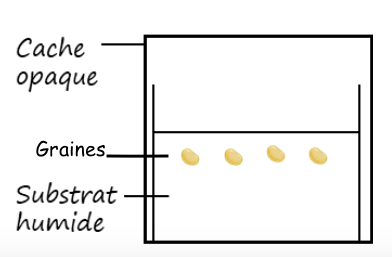 Cache
opaque
Graines
Substrat
humide